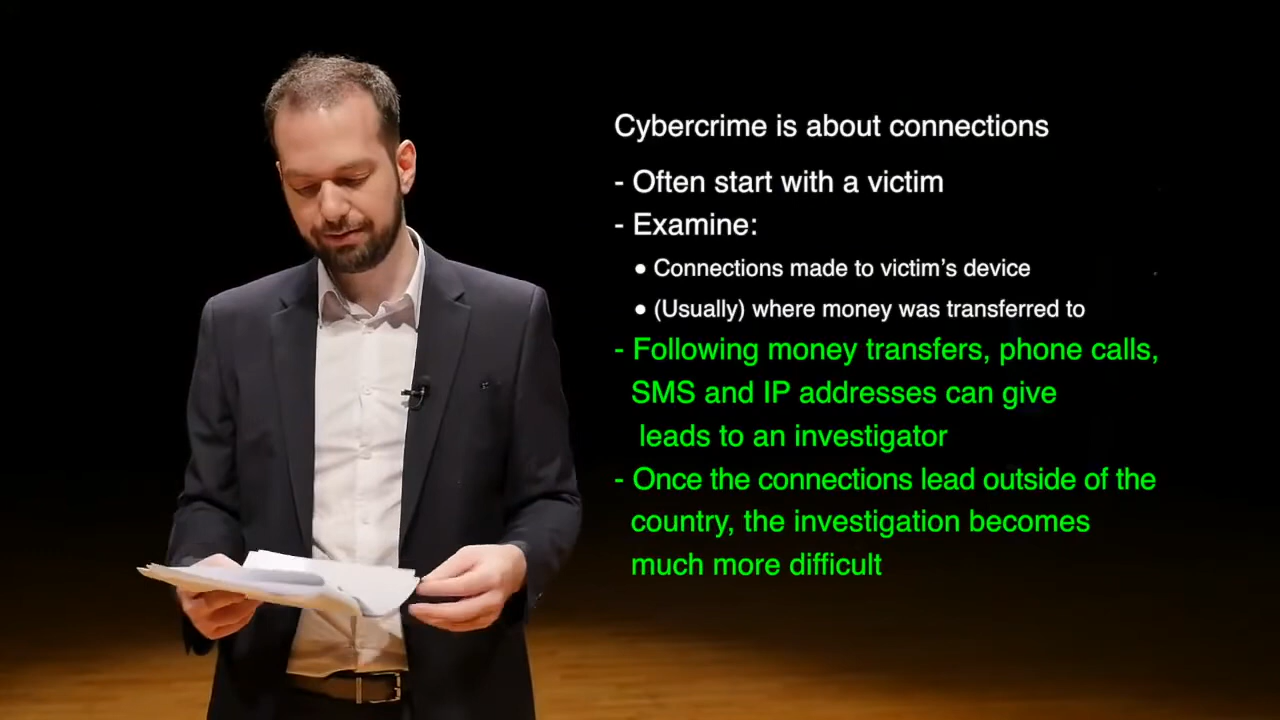 Cybercrime is about connections
- Often start with a victim
- Examine:
● Connections made to victim’s device
● (Usually) where money was transferred to
- Following money transfers, phone calls,
SMS and IP addresses can give
leads to an investigator
- Once the connections lead outside of the
country, the investigation becomes
much more difficult